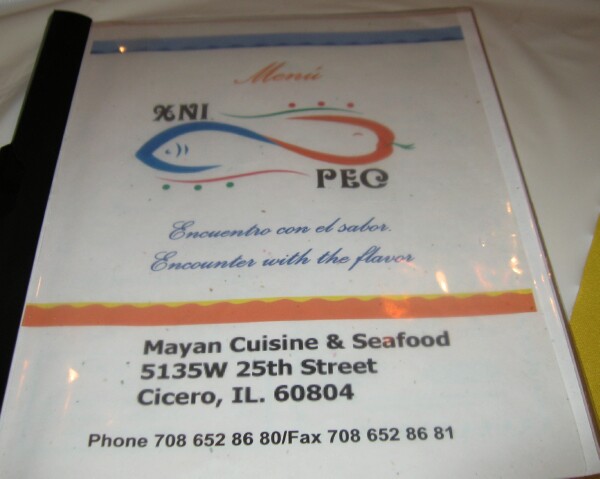 Menú
XNI
PEC
Encuentro con el sabor.
Encounter with the flavor
Mayan Cuisine & Seafood
5135W 25th Street
Cicero, IL. 60804
Phone 708 652 86 80/Fax 708 652 86 81